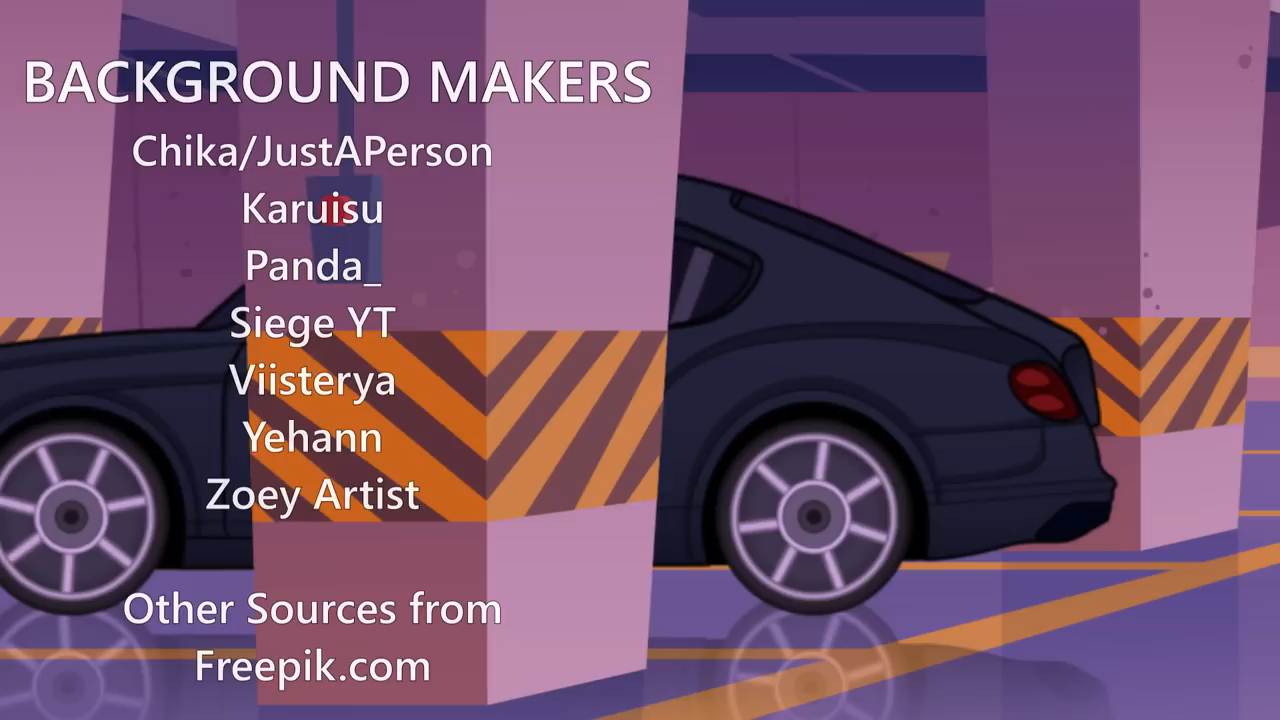 BACKGROUND MAKERS
Chika/JustAPerson
Karuisu
Panda_
Siege YT
Viisterya
Yehann
Zoey Artist
Other Sources from
Freepik.com